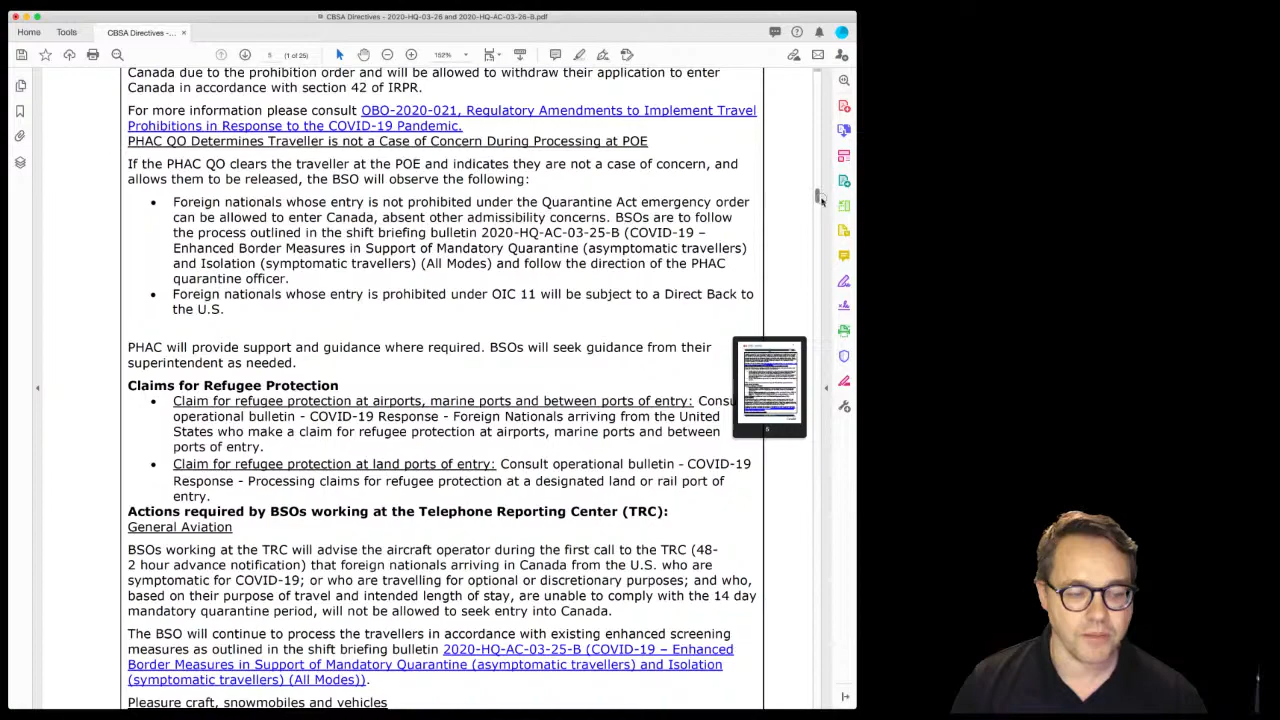 CBSA Directives - 2020-HQ-03-26 and 2020-HQ-AC-03-26-B.pdf
Home Tools CBSA Directives -... ×
5 (1 of 25) 152%
Canada due to the prohibition order and will be allowed to withdraw their application to enter
Canada in accordance with section 42 of IRPR.
For more information please consult OBO-2020-021, Regulatory Amendments to Implement Travel
Prohibitions in Response to the COVID-19 Pandemic.
PHAC QO Determines Traveller is not a Case of Concern During Processing at POE
If the PHAC QO clears the traveller at the POE and indicates they are not a case of concern, and
allows them to be released, the BSO will observe the following:
• Foreign nationals whose entry is not prohibited under the Quarantine Act emergency order
can be allowed to enter Canada, absent other admissibility concerns. BSOs are to follow
the process outlined in the shift briefing bulletin 2020-HQ-AC-03-25-B (COVID-19 –
Enhanced Border Measures in Support of Mandatory Quarantine (asymptomatic travellers)
and Isolation (symptomatic travellers) (All Modes) and follow the direction of the PHAC
quarantine officer.
• Foreign nationals whose entry is prohibited under OIC 11 will be subject to a Direct Back to
the U.S.
PHAC will provide support and guidance where required. BSOs will seek guidance from their
superintendent as needed.
Claims for Refugee Protection
• Claim for refugee protection at airports, marine ports and between ports of entry: Consu
operational bulletin - COVID-19 Response - Foreign Nationals arriving from the United
States who make a claim for refugee protection at airports, marine ports and between
ports of entry.
• Claim for refugee protection at land ports of entry: Consult operational bulletin - COVID-19
Response - Processing claims for refugee protection at a designated land or rail port of
entry.
5
Actions required by BSOs working at the Telephone Reporting Center (TRC):
General Aviation
BSOs working at the TRC will advise the aircraft operator during the first call to the TRC (48-
2 hour advance notification) that foreign nationals arriving in Canada from the U.S. who are
symptomatic for COVID-19; or who are travelling for optional or discretionary purposes; and who,
based on their purpose of travel and intended length of stay, are unable to comply with the 14 day
mandatory quarantine period, will not be allowed to seek entry into Canada.
The BSO will continue to process the travellers in accordance with existing enhanced screening
measures as outlined in the shift briefing bulletin 2020-HQ-AC-03-25-B (COVID-19 – Enhanced
Border Measures in Support of Mandatory Quarantine (asymptomatic travellers) and Isolation
(symptomatic travellers) (All Modes)).
Pleasure craft, snowmobiles and vehicles